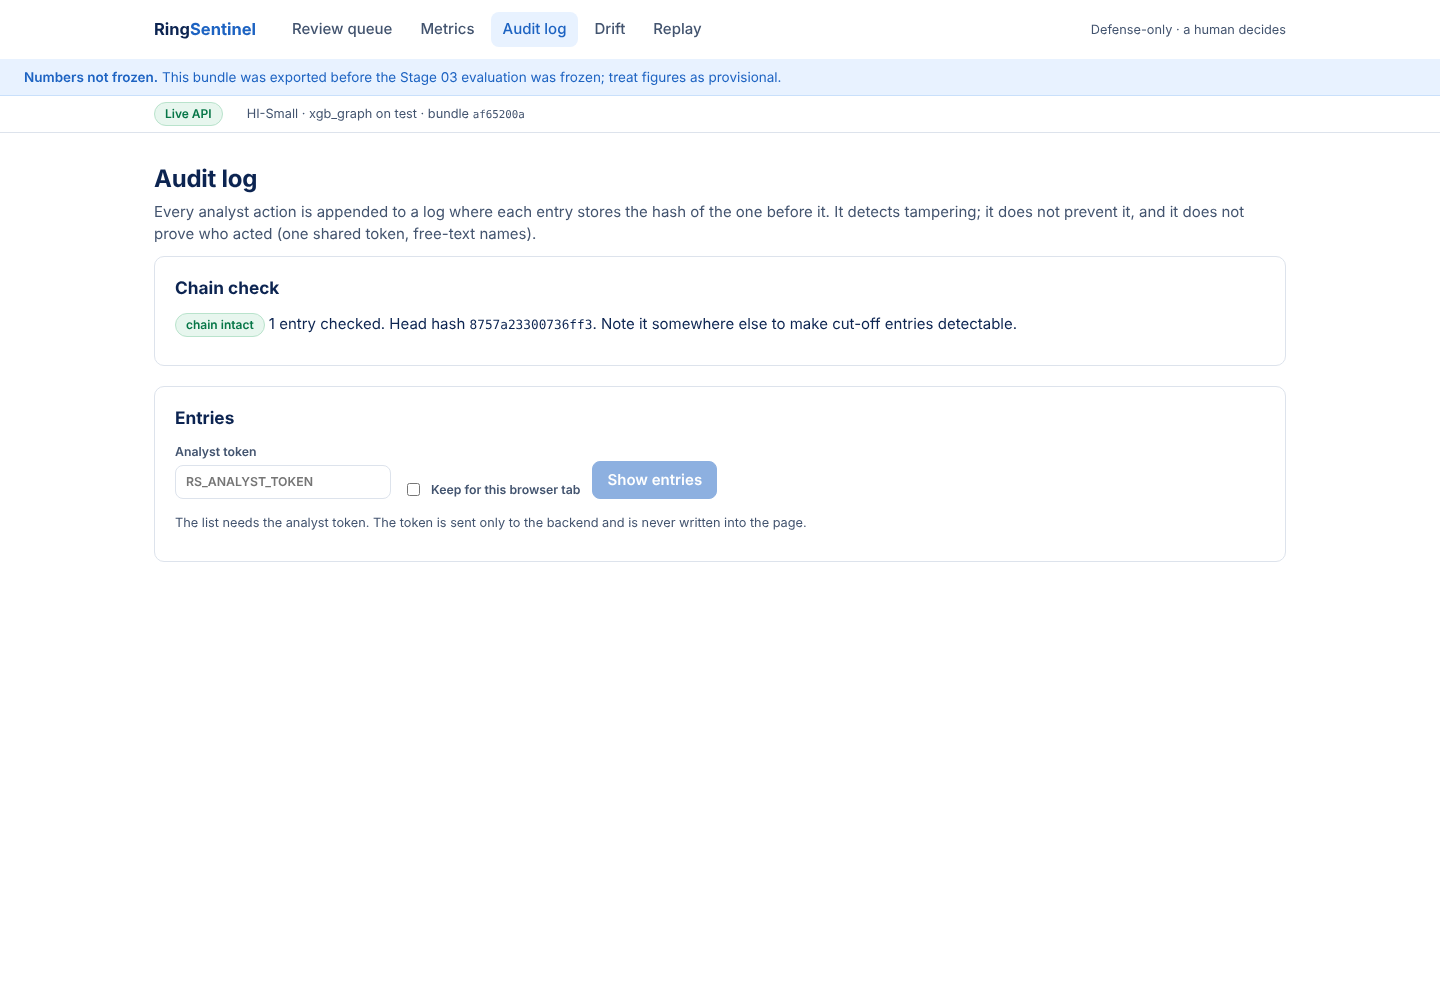 RingSentinel Review queue Metrics Audit log Drift Replay Defense-only · a human decides
Numbers not frozen. This bundle was exported before the Stage 03 evaluation was frozen; treat figures as provisional.
Live API HI-Small · xgb_graph on test · bundle af65200a
Audit log
Every analyst action is appended to a log where each entry stores the hash of the one before it. It detects tampering; it does not prevent it, and it does not
prove who acted (one shared token, free-text names).
Chain check
chain intact 1 entry checked. Head hash 8757a23300736ff3. Note it somewhere else to make cut-off entries detectable.
Entries
Analyst token
RS_ANALYST_TOKEN Keep for this browser tab Show entries
The list needs the analyst token. The token is sent only to the backend and is never written into the page.